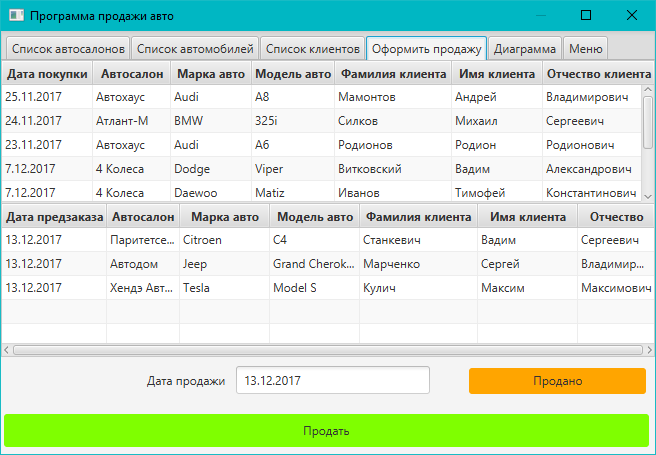 Программа продажи авто
Список автосалонов Список автомобилей Список клиентов Оформить продажу Диаграмма Меню
Дата покупки Автосалон Марка авто Модель авто Фамилия клиента Имя клиента Отчество клиента
25.11.2017 Автохаус Audi A8 Мамонтов Андрей Владимирович
24.11.2017 Атлант-М BMW 325i Силков Михаил Сергеевич
23.11.2017 Автохаус Audi A6 Родионов Родион Родионович
7.12.2017 4 Колеса Dodge Viper Витковский Вадим Александрович
7.12.2017 4 Колеса Daewoo Matiz Иванов Тимофей Константинович
Дата предзаказа Автосалон Марка авто Модель авто Фамилия клиента Имя клиента Отчество
13.12.2017 Паритетсе... Citroen C4 Станкевич Вадим Сергеевич
13.12.2017 Автодом Jeep Grand Cherok... Марченко Сергей Владимир...
13.12.2017 Хендэ Авт... Tesla Model S Кулич Максим Максимович
Дата продажи 13.12.2017 Продано
Продать